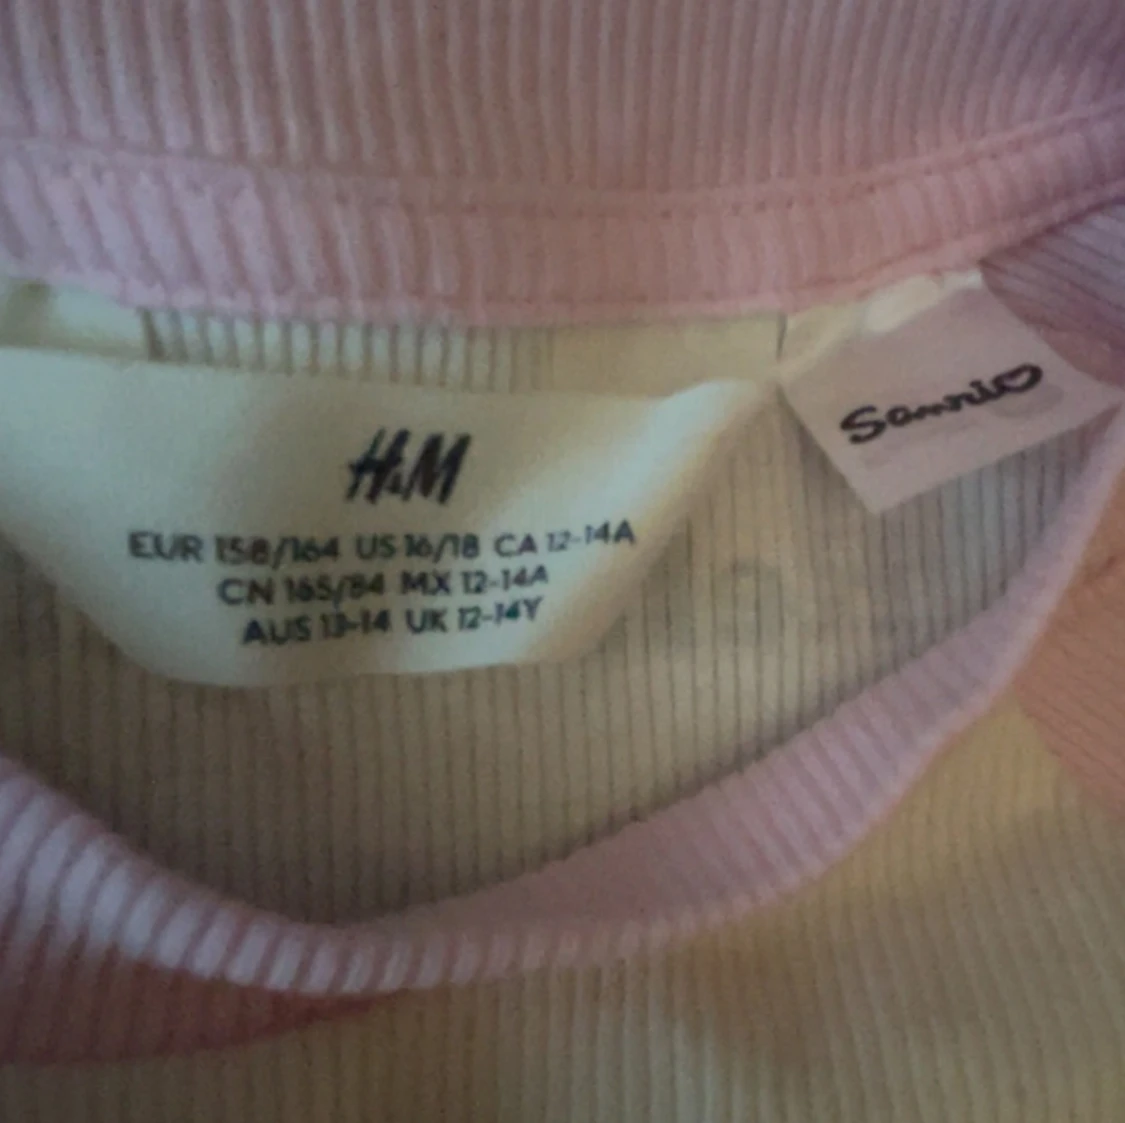 H&M
EUR 158/164 US 16/18 CA 12-14A
CN 165/84 MX 12-14A
AUS 13-14 UK 12-14Y
Sanrio